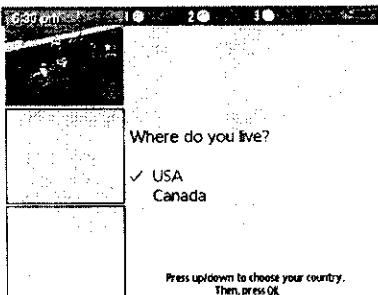 6:30 pm 1 2 3
Where do you live?
✓ USA
Canada
Press up/down to choose your country.
Then, press OK